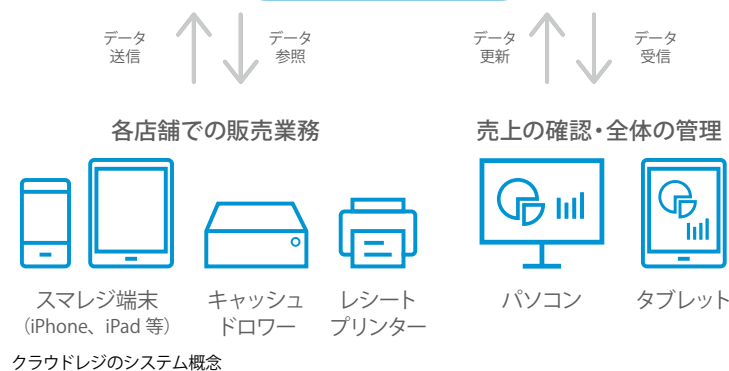 データ
送信
データ
参照
データ
更新
データ
受信
各店舗での販売業務
売上の確認・全体の管理
スマレジ端末
（iPhone、iPad 等）
キャッシュ
ドロワー
レシート
プリンター
パソコン
タブレット
クラウドレジのシステム概念